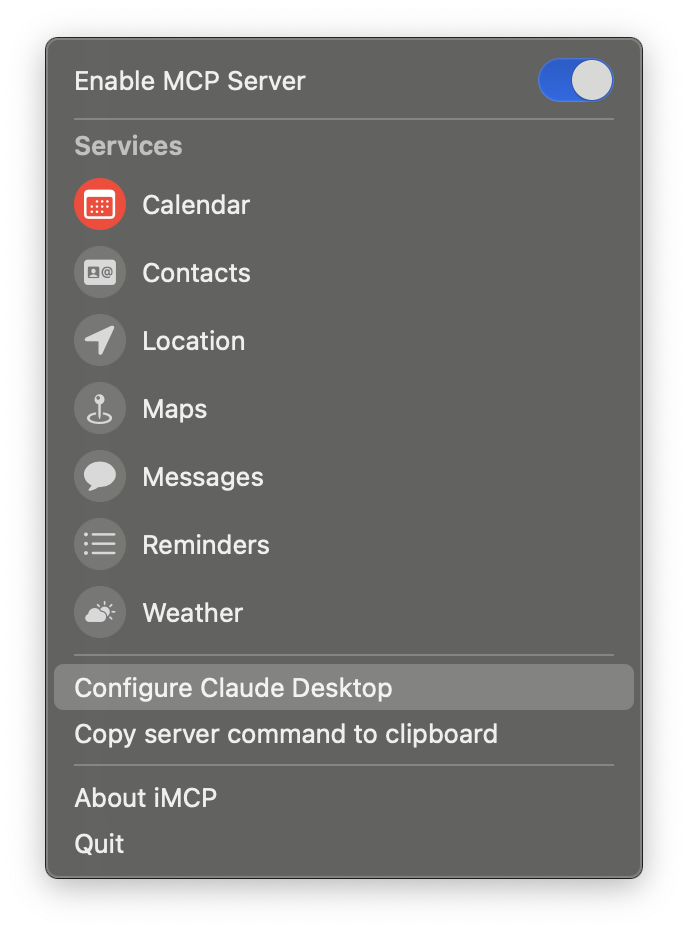 Enable MCP Server
Services
Calendar
Contacts
Location
Maps
Messages
Reminders
Weather
Configure Claude Desktop
Copy server command to clipboard
About iMCP
Quit